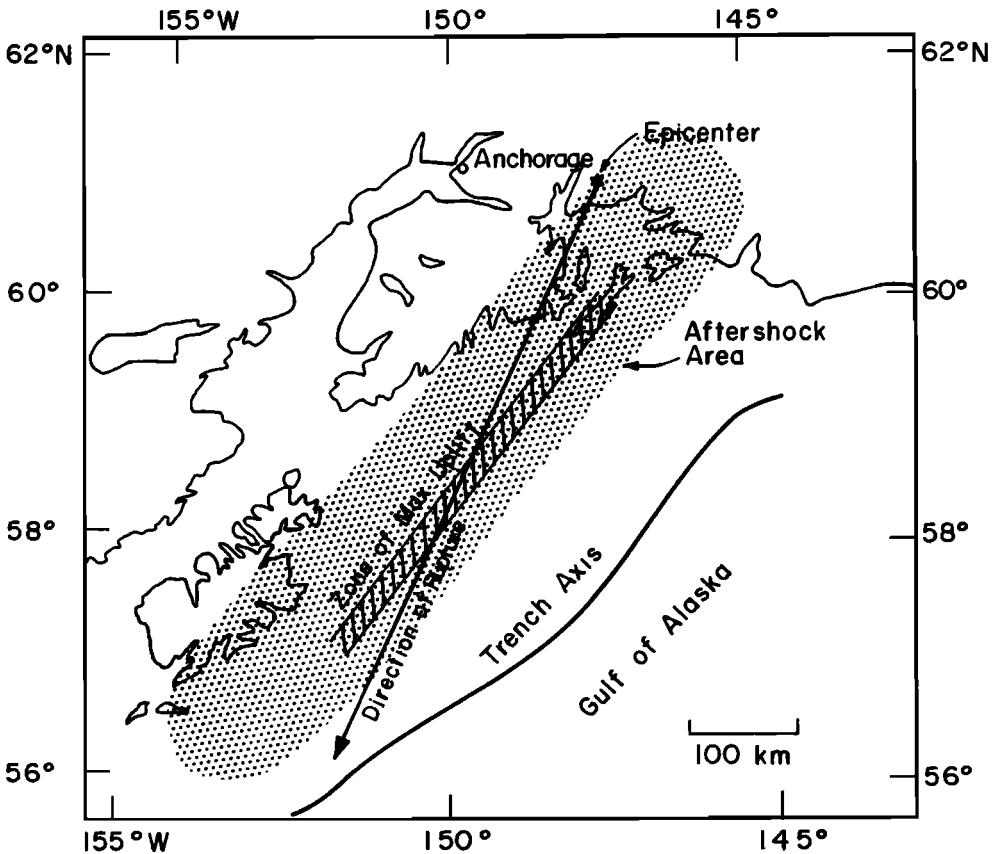 155°W 150° 145°
62°N 62°N
Epicenter
Anchorage
60° 60°
Aftershock
Area
Zone of Max Uplift
58° 58°
Direction of Rupture
Trench Axis
Gulf of Alaska
100 km
56° 56°
155°W 150° 145°